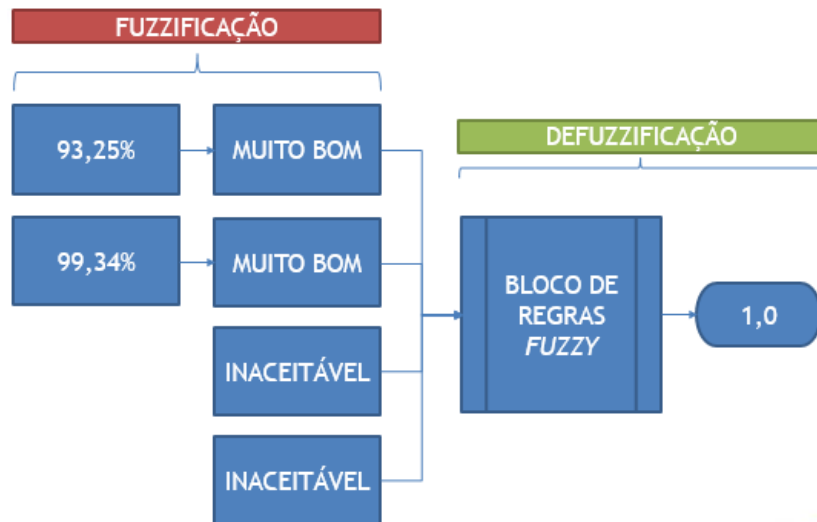 FUZZIFICAÇÃO
93,25%
MUITO BOM
DEFUZZIFICAÇÃO
99,34%
MUITO BOM
BLOCO DE
REGRAS
FUZZY
1,0
INACEITÁVEL
INACEITÁVEL